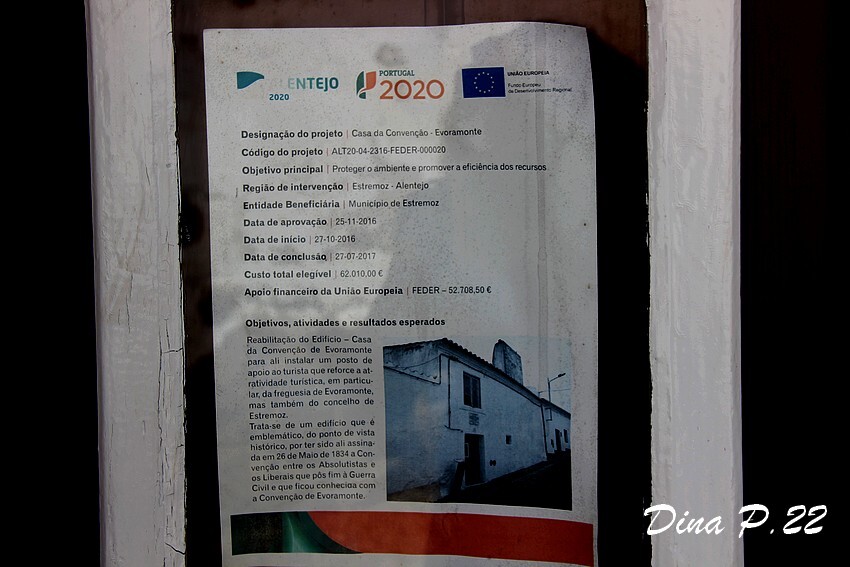 ALENTEJO
2020
PORTUGAL
2020
UNIÃO EUROPEIA
Fundo Europeu
de Desenvolvimento Regional
Designação do projeto | Casa da Convenção - Evoramonte
Código do projeto | ALT20-04-2316-FEDER-000020
Objetivo principal | Proteger o ambiente e promover a eficiência dos recursos
Região de intervenção | Estremoz - Alentejo
Entidade Beneficiária | Município de Estremoz
Data de aprovação | 25-11-2016
Data de início | 27-10-2016
Data de conclusão | 27-07-2017
Custo total elegível | 62.010,00 €
Apoio financeiro da União Europeia | FEDER – 52.708,50 €
Objetivos, atividades e resultados esperados
Reabilitação do Edifício – Casa
da Convenção de Evoramonte
para ali instalar um posto de
apoio ao turista que reforce a at-
ratividade turística, em particu-
lar, da freguesia de Evoramonte,
mas também do concelho de
Estremoz.
Trata-se de um edifício que é
emblemático, do ponto de vista
histórico, por ter sido ali assina-
da em 26 de Maio de 1834 a Con-
venção entre os Absolutistas e
os Liberais que pôs fim à Guerra
Civil e que ficou conhecida com
a Convenção de Evoramonte.
Dina P.22